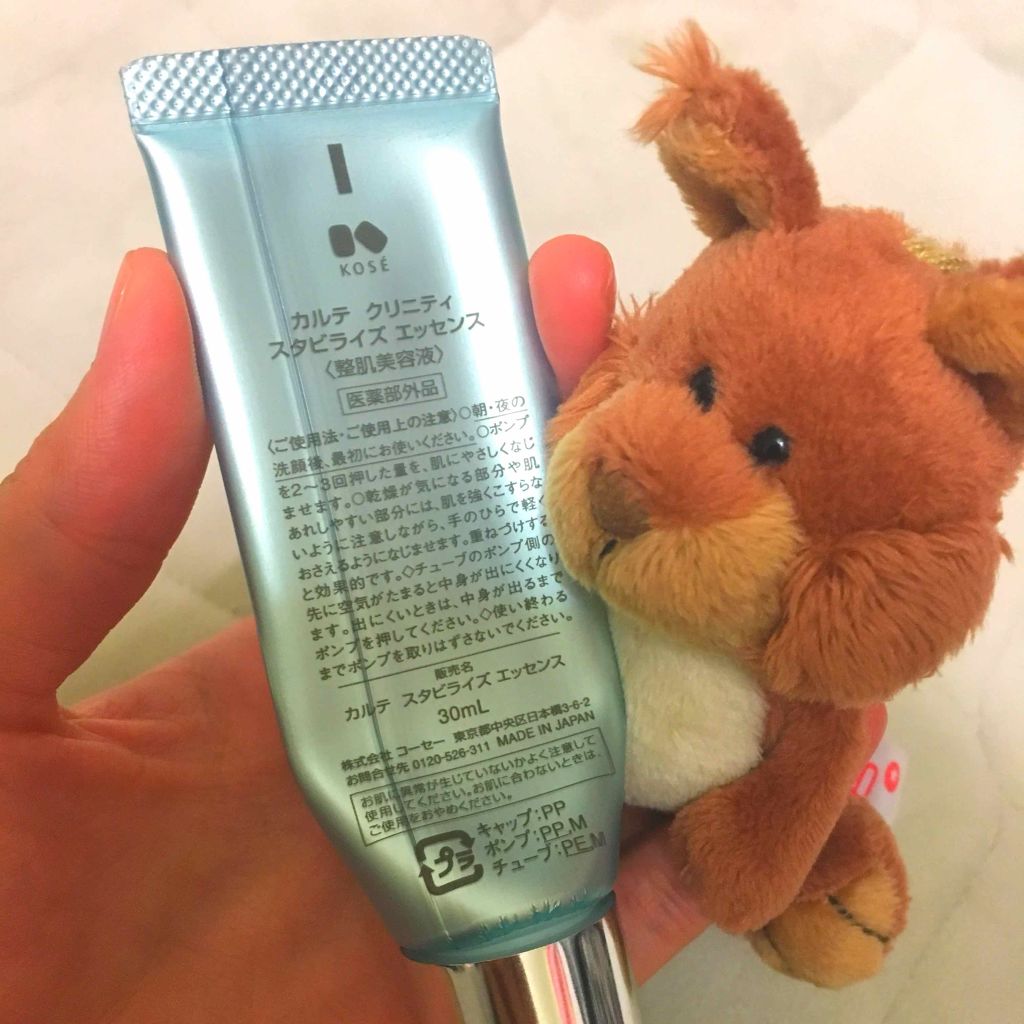 KOSÉ
カルテ クリニティ
スタビライズ エッセンス
〈整肌美容液〉
医薬部外品
〈ご使用法・ご使用上の注意〉○朝・夜の
洗顔後、最初にお使いください。○ポンプ
を2～3回押した量を、肌にやさしくなじ
ませます。○乾燥が気になる部分や肌
あれしやすい部分には、肌を強くこすらな
いように注意しながら、手のひらで軽く
おさえるようになじませます。重ねづけする
と効果的です。◇チューブのポンプ側の
先に空気がたまると中身が出にくくなり
ます。出にくいときは、中身が出るまで
ポンプを押してください。◇使い終わる
までポンプを取りはずさないでください。
販売名
カルテ スタビライズ エッセンス
30mL
株式会社 コーセー 東京都中央区日本橋3-6-2
お問合せ先 0120-526-311 MADE IN JAPAN
お肌に異常が生じていないかよく注意して
使用してください。お肌に合わないときは、
ご使用をおやめください。
プラ
キャップ:PP
ポンプ:PP,M
チューブ:PE,M